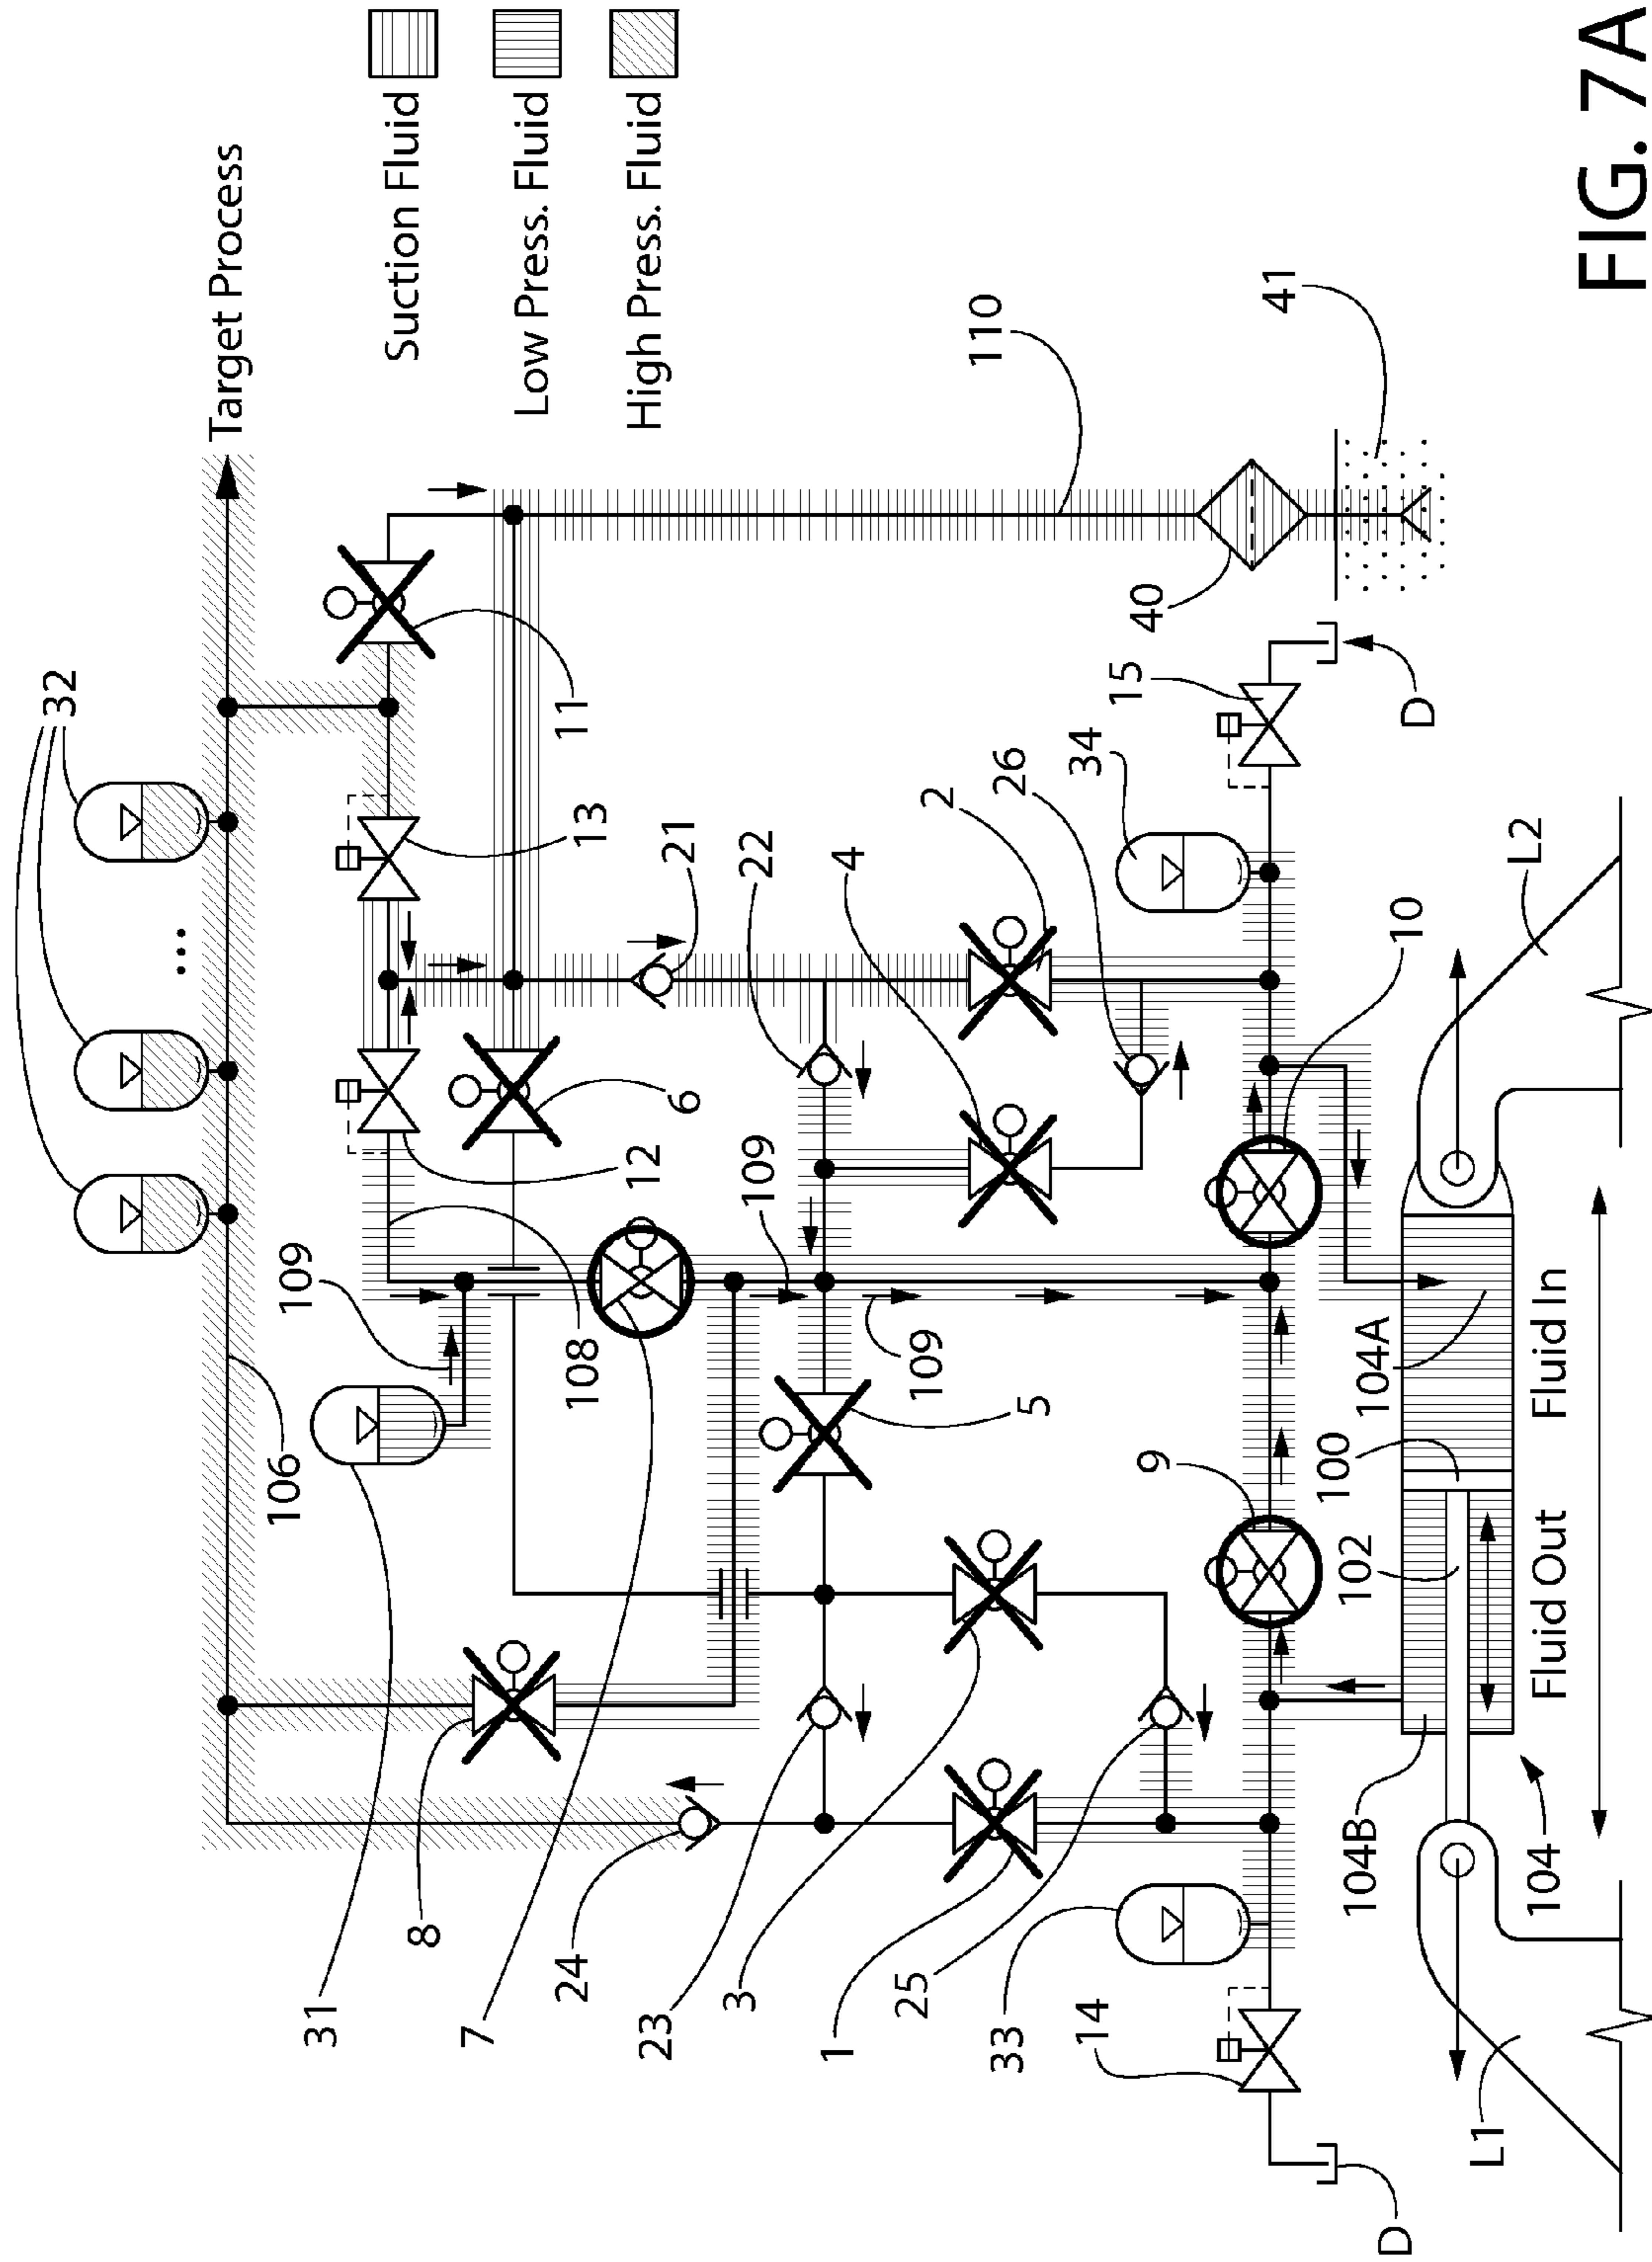 32
...
Target Process
Suction Fluid
Low Press. Fluid
High Press. Fluid
106
109
31
108
12
13
11
6
8
7
109
21
110
24
5
109
22
4
2
26
34
15
40
41
D
23
3
1
25
33
14
9
10
D
L1
104B
104
102
100
104A
L2
Fluid Out
Fluid In
FIG. 7A